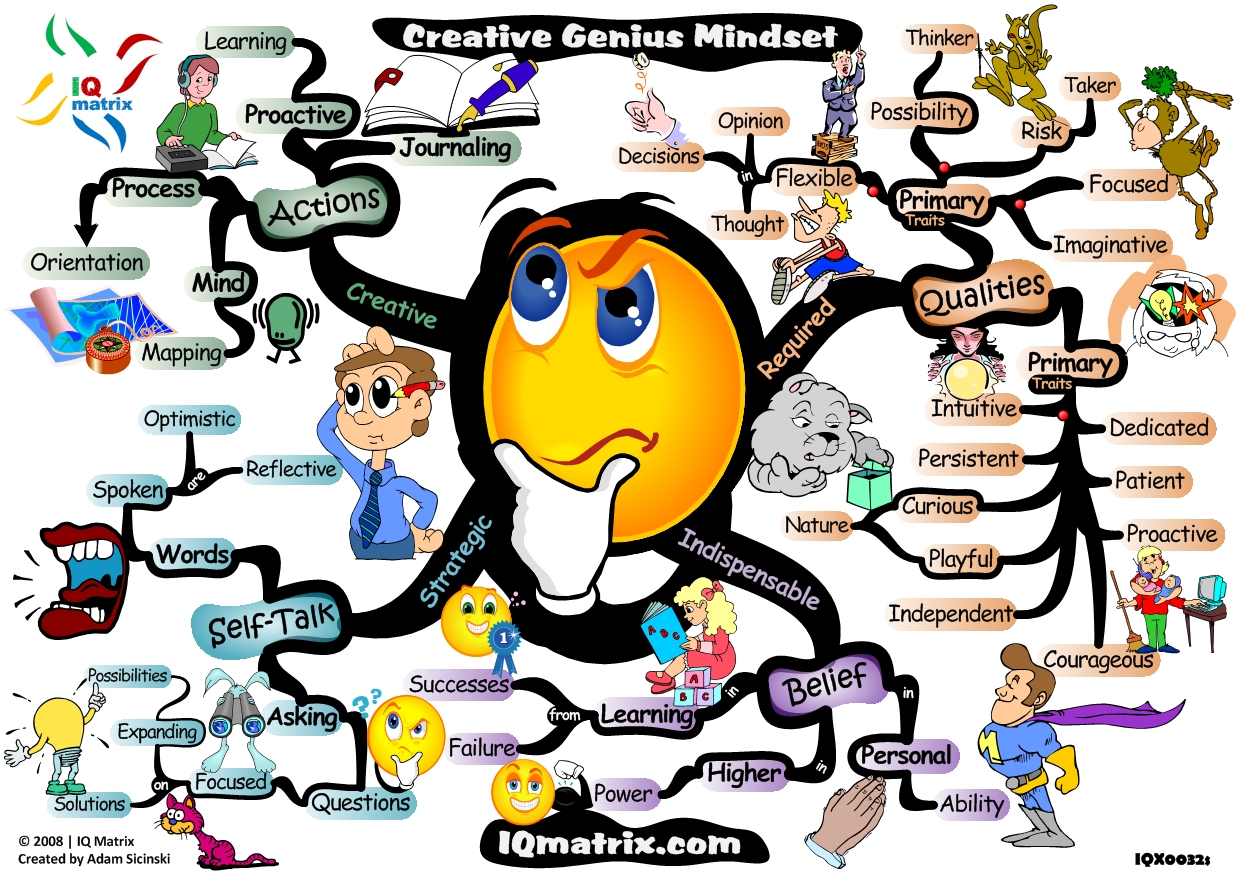 Creative Genius Mindset
IQ
matrix
Learning
Proactive
Journaling
Process
Actions
Orientation
Mind
Mapping
Creative
Opinion
Decisions
in
Flexible
Thought
Thinker
Possibility
Taker
Risk
Primary
Traits
Focused
Imaginative
Qualities
Required
Primary
Traits
Intuitive
Dedicated
Persistent
Patient
Curious
Nature
Playful
Proactive
Independent
Courageous
Optimistic
Reflective
are
Spoken
Words
Strategic
Self-Talk
Possibilities
Expanding
Asking
??
on
Focused
Solutions
Questions
Indispensable
1
A B C
A
B C
Belief
in
Learning
from
Successes
Failure
in
Higher
Power
in
Personal
Ability
M
IQmatrix.com
© 2008 | IQ Matrix
Created by Adam Sicinski
IQX0032s